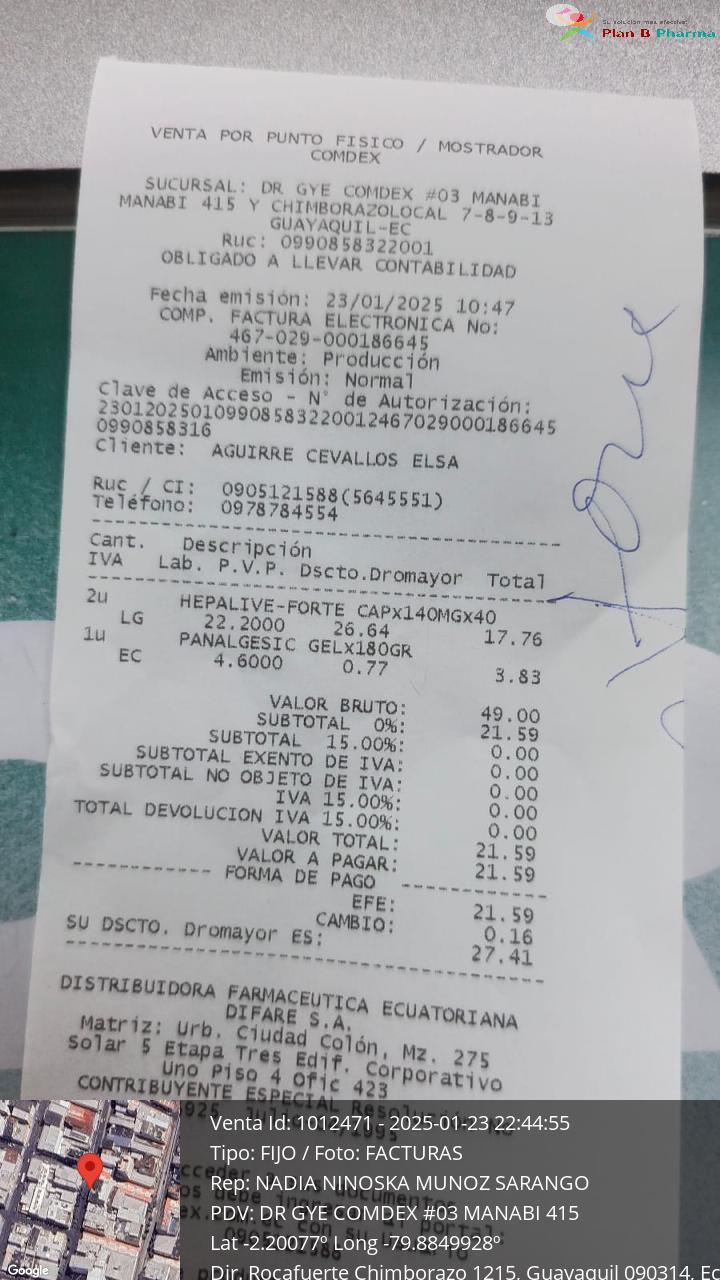 Su solución mas efectiva!
Plan B Pharma
VENTA POR PUNTO FISICO / MOSTRADOR
COMDEX
SUCURSAL: DR GYE COMDEX #03 MANABI
MANABI 415 Y CHIMBORAZOLOCAL 7-8-9-13
GUAYAQUIL-EC
Ruc: 0990858322001
OBLIGADO A LLEVAR CONTABILIDAD
Fecha emisión: 23/01/2025 10:47
COMP. FACTURA ELECTRONICA No:
467-029-000186645
Ambiente: Producción
Emisión: Normal
Clave de Acceso - N° de Autorización:
230120250109908583220012467029000186645
0990858316
Cliente: AGUIRRE CEVALLOS ELSA
Ruc / CI: 0905121588(5645551)
Teléfono: 0978784554
Cant. Descripción
IVA Lab. P.V.P. Dscto.Dromayor Total
2u HEPALIVE-FORTE CAPx140MGx40
LG 22.2000 26.64 17.76
1u PANALGESIC GELx180GR
EC 4.6000 0.77 3.83
VALOR BRUTO: 49.00
SUBTOTAL 0%: 21.59
SUBTOTAL 15.00%: 0.00
SUBTOTAL EXENTO DE IVA: 0.00
SUBTOTAL NO OBJETO DE IVA: 0.00
IVA 15.00%: 0.00
TOTAL DEVOLUCION IVA 15.00%: 0.00
VALOR TOTAL: 21.59
VALOR A PAGAR: 21.59
----------- FORMA DE PAGO -----------
EFE: 21.59
CAMBIO: 0.16
SU DSCTO. Dromayor ES: 27.41
DISTRIBUIDORA FARMACEUTICA ECUATORIANA
DIFARE S.A.
Matriz: Urb. Ciudad Colón, Mz. 275
Solar 5 Etapa Tres Edif. Corporativo
Uno Piso 4 Ofic 423
CONTRIBUYENTE ESPECIAL Resolución
Venta Id: 1012471 - 2025-01-23 22:44:55
Tipo: FIJO / Foto: FACTURAS
Rep: NADIA NINOSKA MUNOZ SARANGO
PDV: DR GYE COMDEX #03 MANABI 415
Lat -2.20077° Long -79.8849928°
Dir. Rocafuerte Chimborazo 1215, Guayaquil 090314, Ec
Google